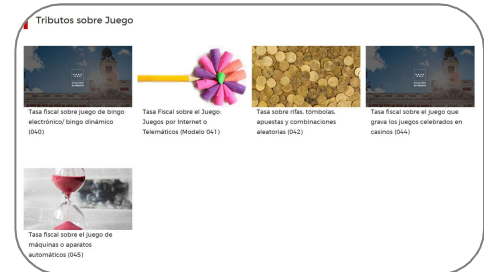 Tributos sobre Juego
Tasa fiscal sobre juego de bingo
electrónico/ bingo dinámico
(040)
Tasa Fiscal sobre el Juego:
Juegos por Internet o
Telemáticos (Modelo 041)
Tasa sobre rifas, tómbolas,
apuestas y combinaciones
aleatorias (042)
Tasa fiscal sobre el juego que
grava los juegos celebrados en
casinos (044)
Tasa fiscal sobre el juego de
máquinas o aparatos
automáticos (045)